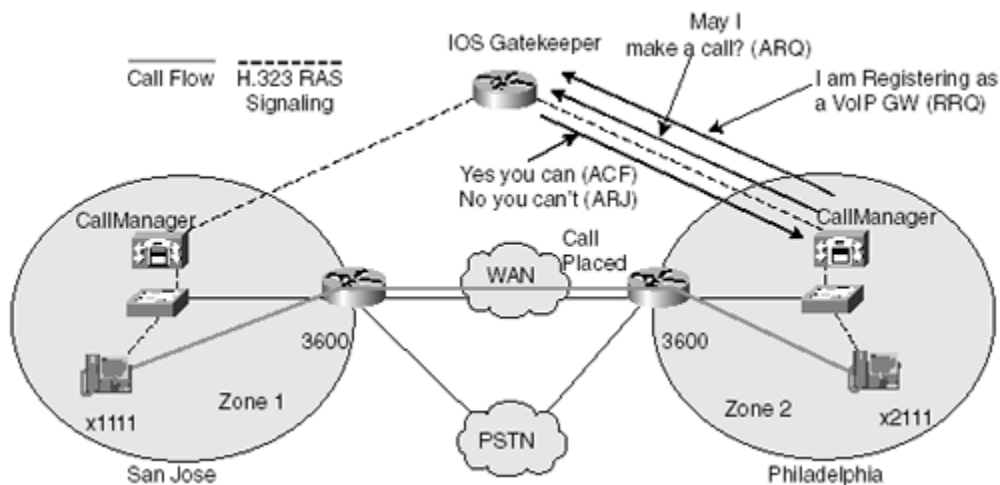 May I
make a call? (ARQ)
IOS Gatekeeper
Call Flow
H.323 RAS
Signaling
I am Registering as
a VoIP GW (RRQ)
Yes you can (ACF)
No you can't (ARJ)
CallManager
CallManager
Call
Placed
WAN
3600
3600
Zone 1
Zone 2
x1111
x2111
PSTN
San Jose
Philadelphia